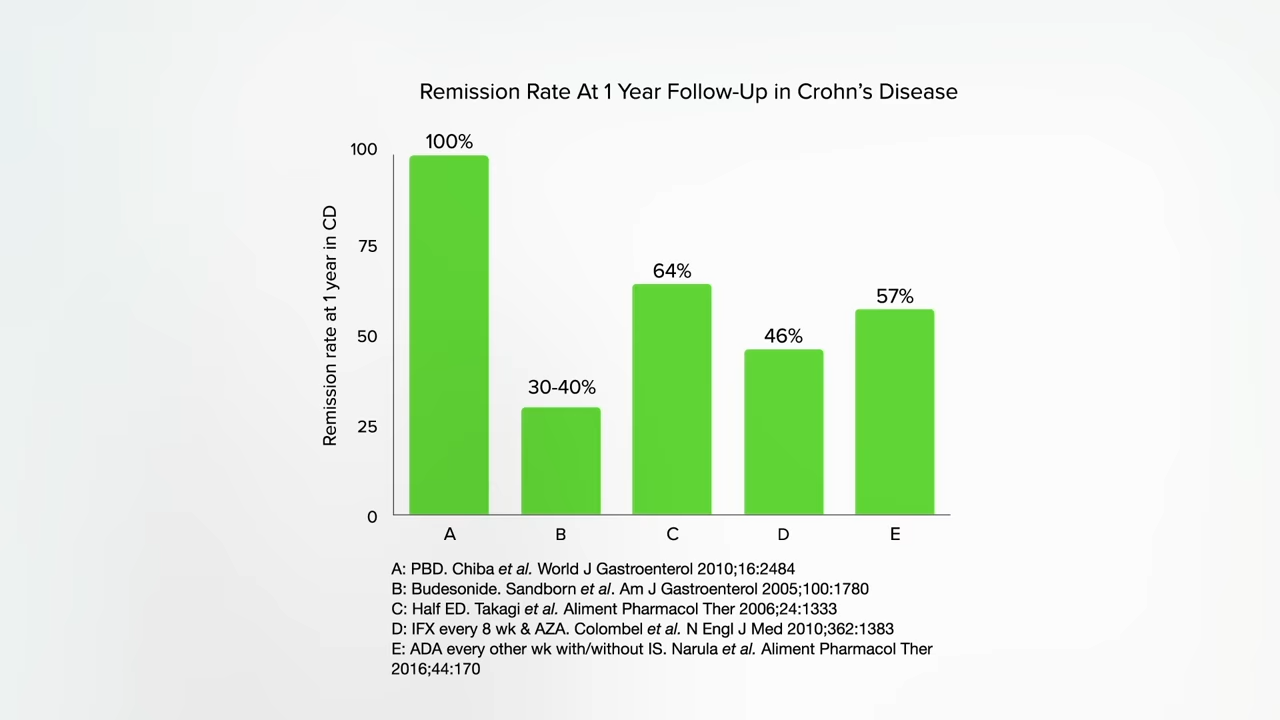 Remission Rate At 1 Year Follow-Up in Crohn's Disease
Remission rate at 1 year in CD
100
75
50
25
0
100%
30-40%
64%
46%
57%
A
B
C
D
E
A: PBD. Chiba et al. World J Gastroenterol 2010;16:2484
B: Budesonide. Sandborn et al. Am J Gastroenterol 2005;100:1780
C: Half ED. Takagi et al. Aliment Pharmacol Ther 2006;24:1333
D: IFX every 8 wk & AZA. Colombel et al. N Engl J Med 2010;362:1383
E: ADA every other wk with/without IS. Narula et al. Aliment Pharmacol Ther
2016;44:170